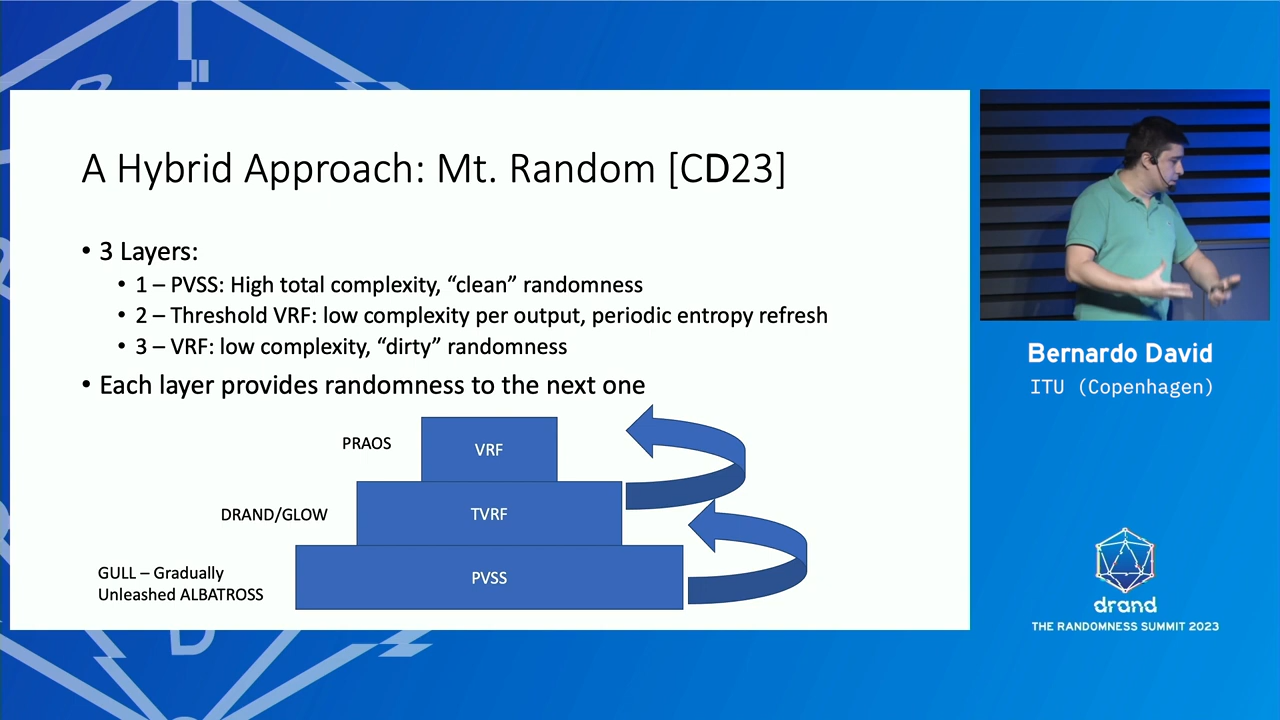 A Hybrid Approach: Mt. Random [CD23]
• 3 Layers:
• 1 – PVSS: High total complexity, “clean” randomness
• 2 – Threshold VRF: low complexity per output, periodic entropy refresh
• 3 – VRF: low complexity, “dirty” randomness
• Each layer provides randomness to the next one
PRAOS
VRF
DRAND/GLOW
TVRF
GULL – Gradually
Unleashed ALBATROSS
PVSS
Bernardo David
ITU (Copenhagen)
drand
THE RANDOMNESS SUMMIT 2023